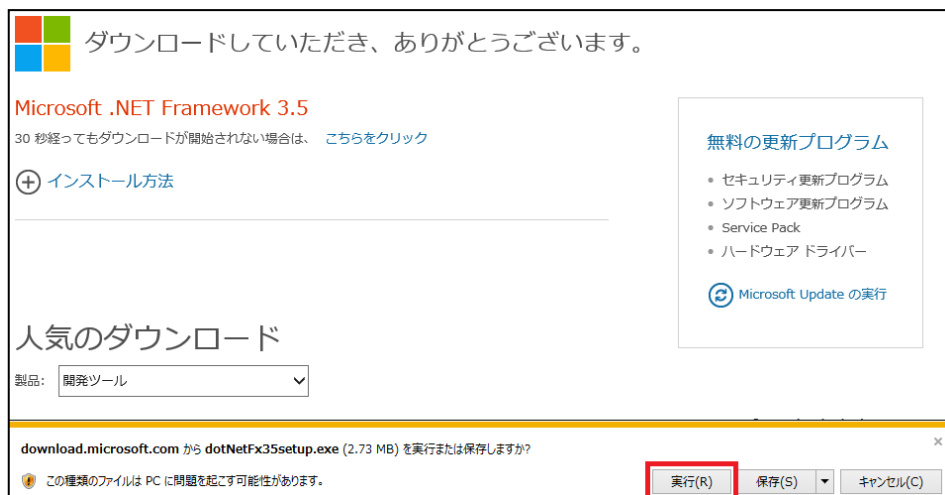 ダウンロードしていただき、ありがとうございます。
Microsoft .NET Framework 3.5
30 秒経ってもダウンロードが開始されない場合は、 こちらをクリック
インストール方法
無料の更新プログラム
• セキュリティ更新プログラム
• ソフトウェア更新プログラム
• Service Pack
• ハードウェア ドライバー
Microsoft Update の実行
人気のダウンロード
製品: 開発ツール
download.microsoft.com から dotNetFx35setup.exe (2.73 MB) を実行または保存しますか?
×
この種類のファイルは PC に問題を起こす可能性があります。
実行(R) 保存(S) キャンセル(C)